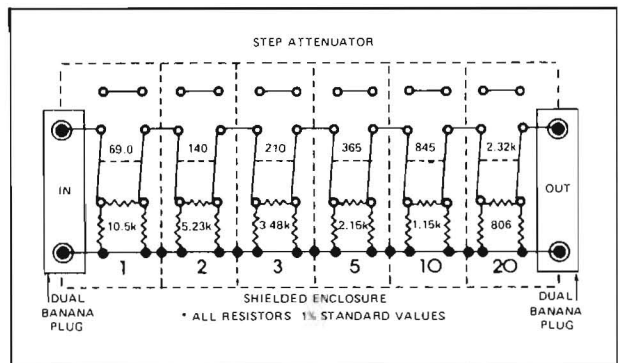 STEP ATTENUATOR
69.0 140 210 365 845 2.32k
IN OUT
10.5k 5.23k 3.48k 2.15k 1.15k 806
1 2 3 5 10 20
DUAL BANANA PLUG
SHIELDED ENCLOSURE
* ALL RESISTORS 1% STANDARD VALUES
DUAL BANANA PLUG